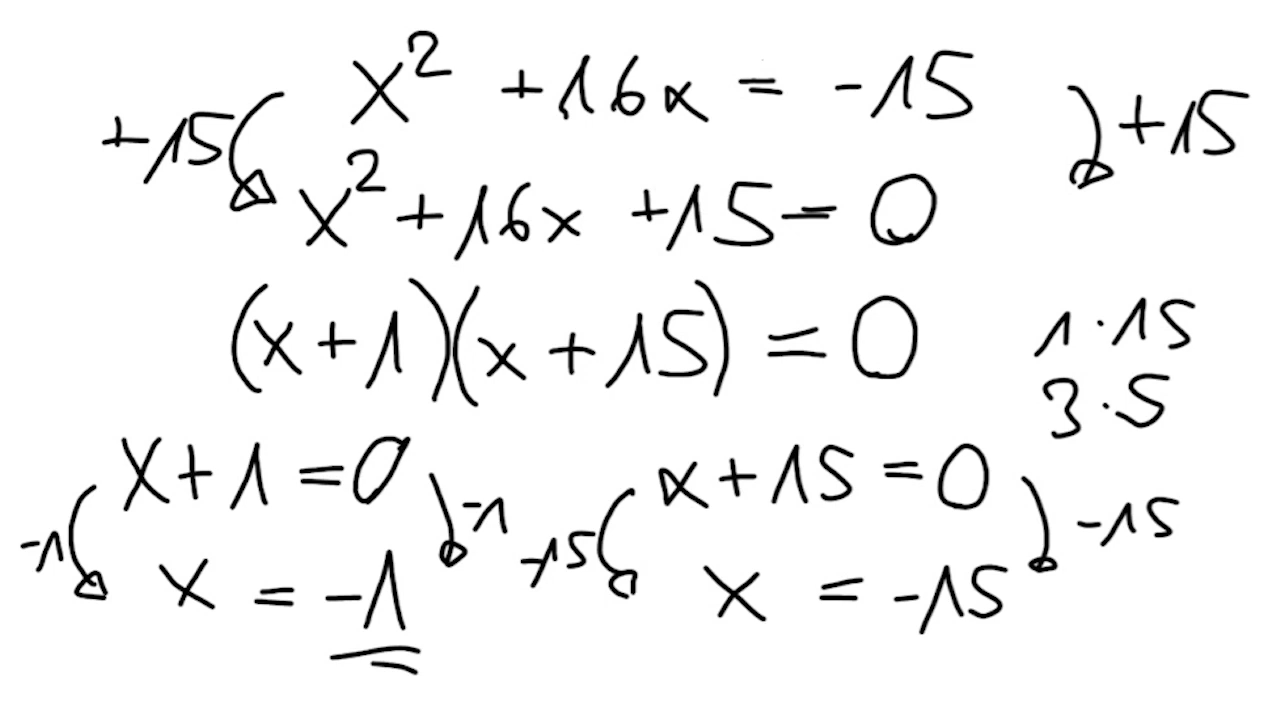 x² + 16x = -15
+15 +15
x² + 16x + 15 = 0
(x + 1)(x + 15) = 0
1 · 15
3 · 5
x + 1 = 0
-1 -1
x = -1
x + 15 = 0
-15 -15
x = -15